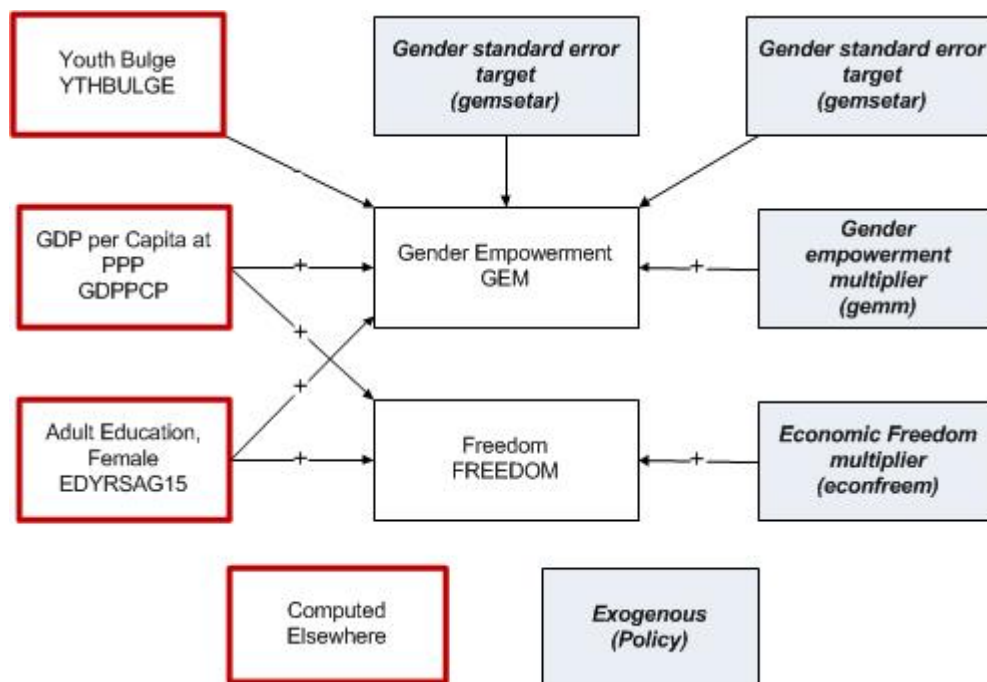 Youth Bulge
YTHBULGE
Gender standard error
target
(gemsetar)
Gender standard error
target
(gemsetar)
-
GDP per Capita at
PPP
GDPPCP
+
Gender Empowerment
GEM
+
Gender
empowerment
multiplier
(gemm)
+
+
Adult Education,
Female
EDYRSAG15
+
Freedom
FREEDOM
+
Economic Freedom
multiplier
(econfreem)
Computed
Elsewhere
Exogenous
(Policy)